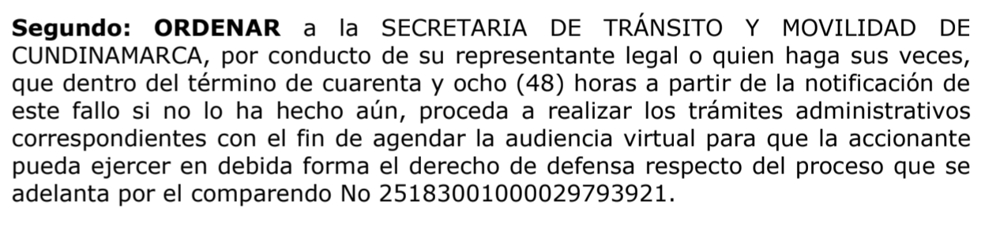 Segundo: ORDENAR a la SECRETARIA DE TRÁNSITO Y MOVILIDAD DE
CUNDINAMARCA, por conducto de su representante legal o quien haga sus veces,
que dentro del término de cuarenta y ocho (48) horas a partir de la notificación de
este fallo si no lo ha hecho aún, proceda a realizar los trámites administrativos
correspondientes con el fin de agendar la audiencia virtual para que la accionante
pueda ejercer en debida forma el derecho de defensa respecto del proceso que se
adelanta por el comparendo No 25183001000029793921.